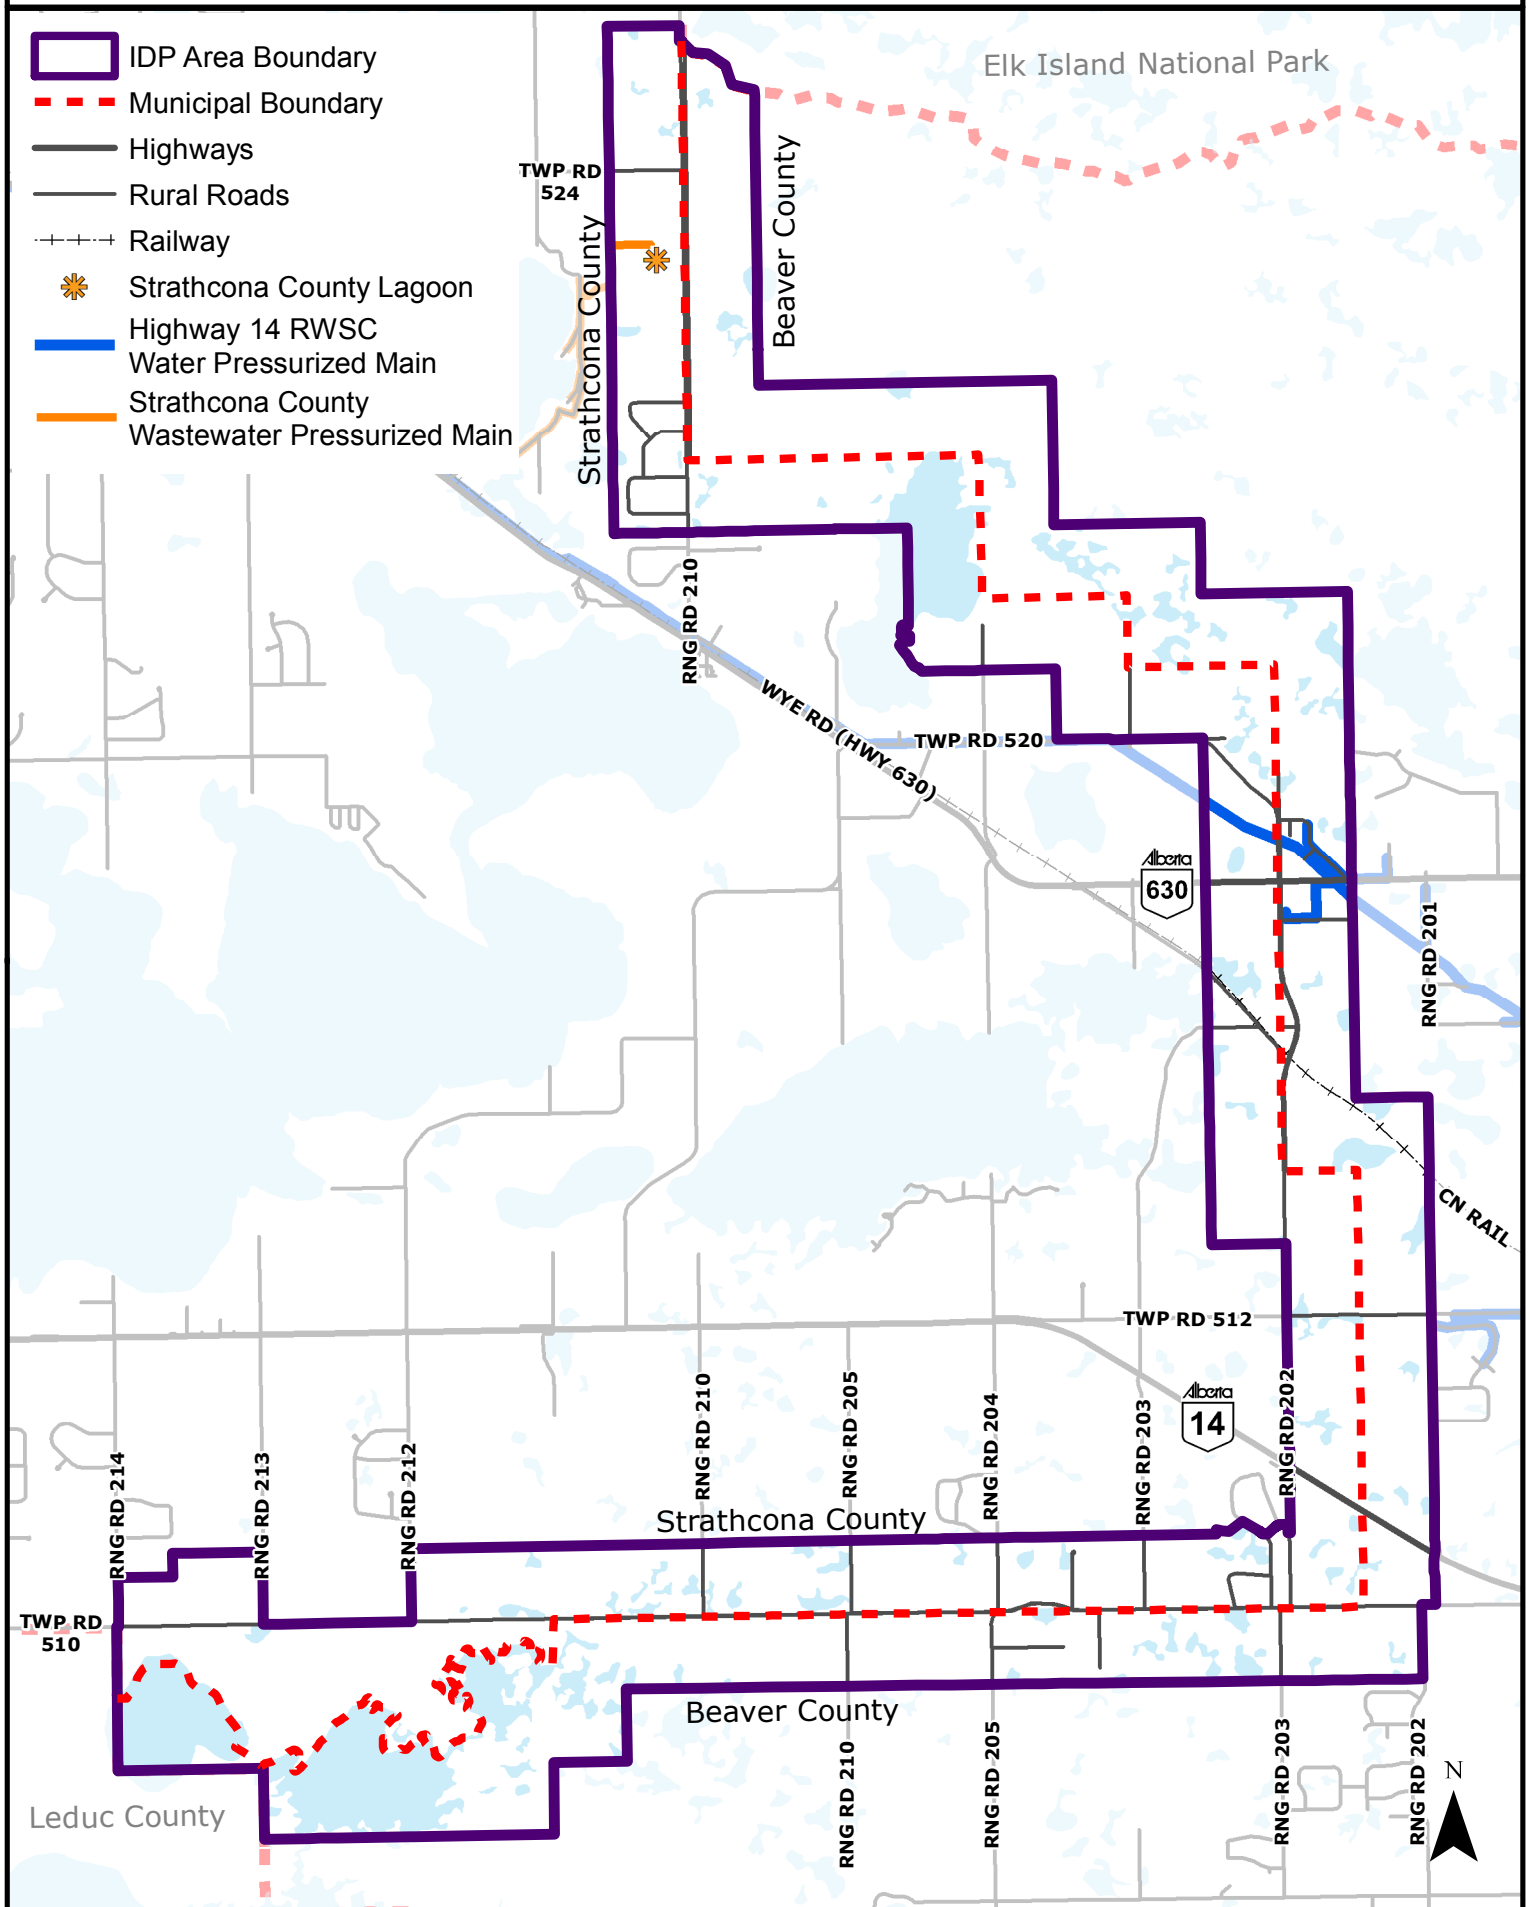 IDP Area Boundary
Municipal Boundary
Highways
Rural Roads
Railway
Strathcona County Lagoon
Highway 14 RWSC
Water Pressurized Main
Strathcona County
Wastewater Pressurized Main
Elk Island National Park
TWP RD
524
Strathcona County
Beaver County
RNG RD 210
WYE RD (HWY 630)
TWP RD 520
Alberta
630
RNG RD 201
CN RAIL
TWP RD 512
Alberta
14
RNG RD 214
RNG RD 213
RNG RD 212
RNG RD 210
RNG RD 205
RNG RD 204
RNG RD 203
RNG RD 202
Strathcona County
TWP RD
510
Beaver County
Leduc County
RNG RD 210
RNG RD 205
RNG RD 203
RNG RD 202
N